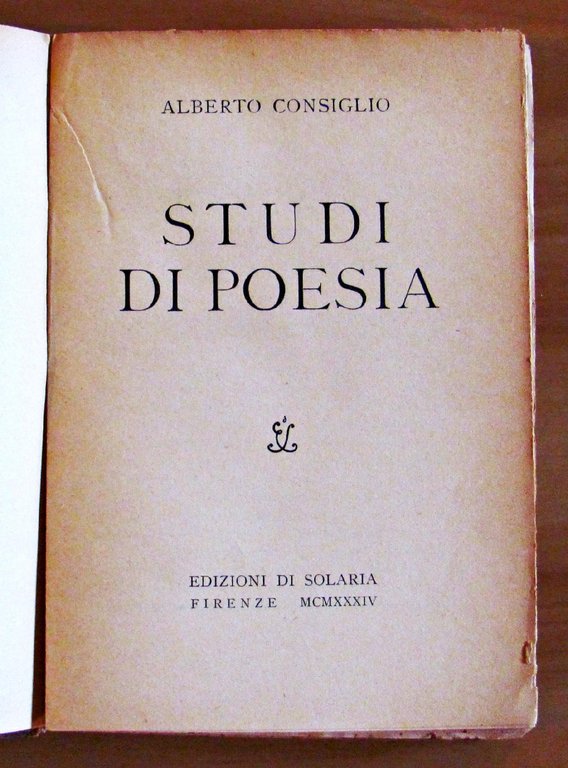 ALBERTO CONSIGLIO
STUDI
DI POESIA
EDIZIONI DI SOLARIA
FIRENZE MCMXXXIV